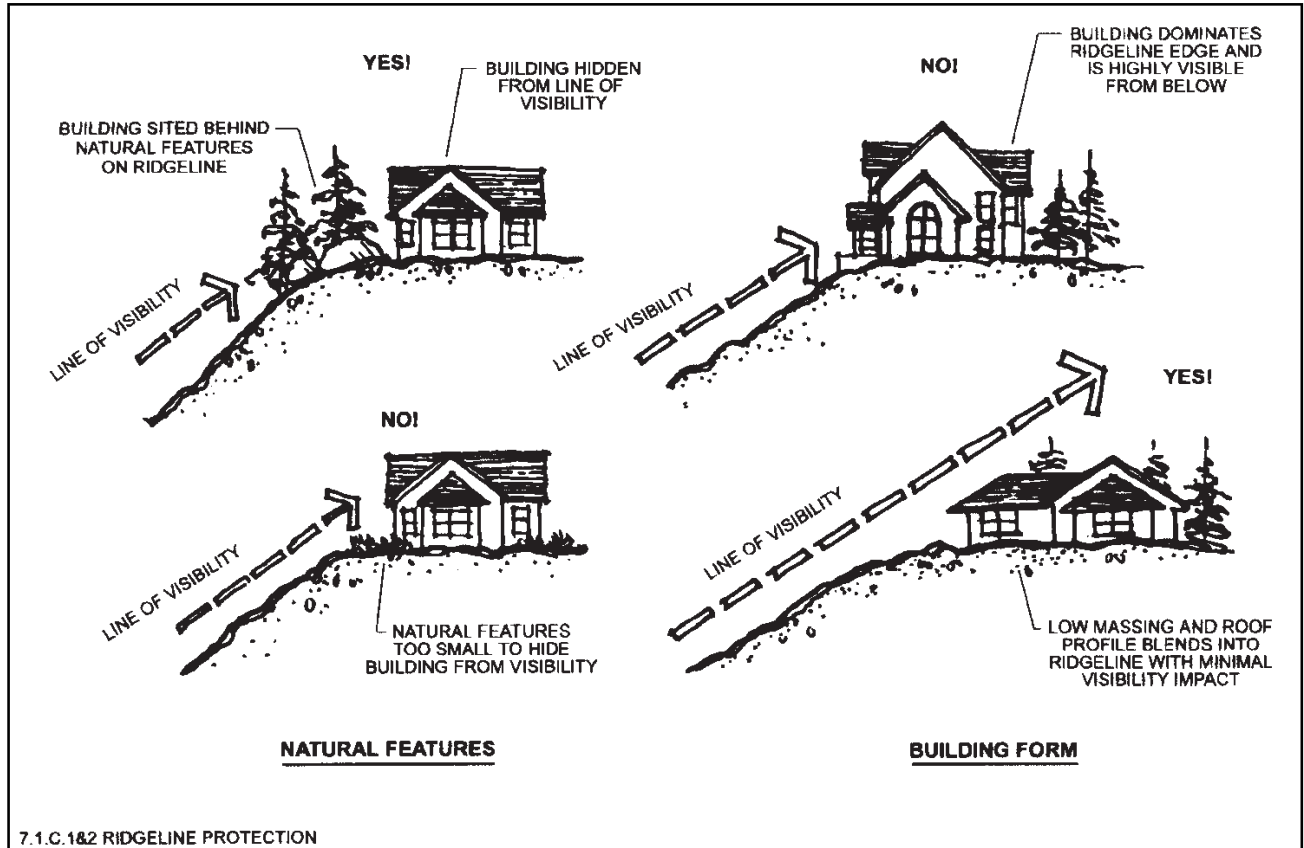 YES!
BUILDING HIDDEN
FROM LINE OF
VISIBILITY
BUILDING SITED BEHIND
NATURAL FEATURES
ON RIDGELINE
LINE OF VISIBILITY
NO!
BUILDING DOMINATES
RIDGELINE EDGE AND
IS HIGHLY VISIBLE
FROM BELOW
LINE OF VISIBILITY
NO!
LINE OF VISIBILITY
NATURAL FEATURES
TOO SMALL TO HIDE
BUILDING FROM VISIBILITY
YES!
LINE OF VISIBILITY
LOW MASSING AND ROOF
PROFILE BLENDS INTO
RIDGELINE WITH MINIMAL
VISIBILITY IMPACT
NATURAL FEATURES
BUILDING FORM
7.1.C.1&2 RIDGELINE PROTECTION